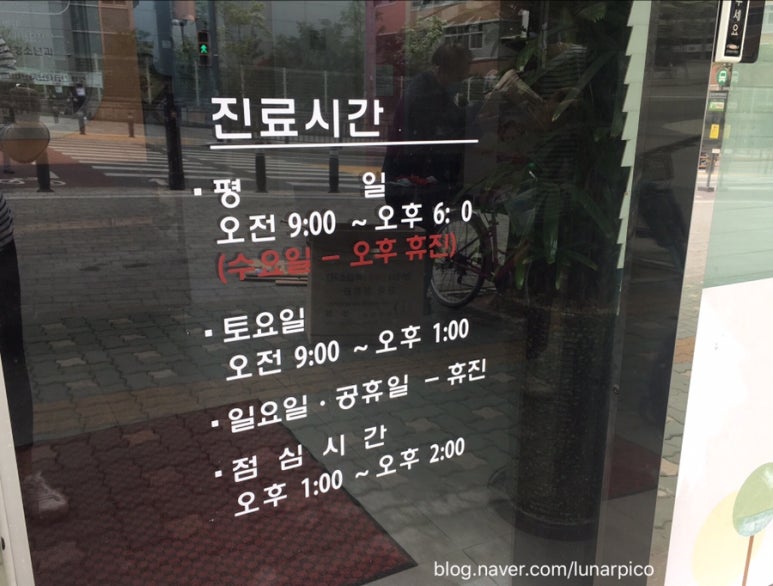 진료시간
▪ 평 일
오전 9:00 ~ 오후 6: 0
(수요일 - 오후 휴진)
▪ 토요일
오전 9:00 ~ 오후 1:00
▪ 일요일 · 공휴일 - 휴진
▪ 점 심 시 간
오후 1:00 ~ 오후 2:00
세요
blog.naver.com/lunarpico